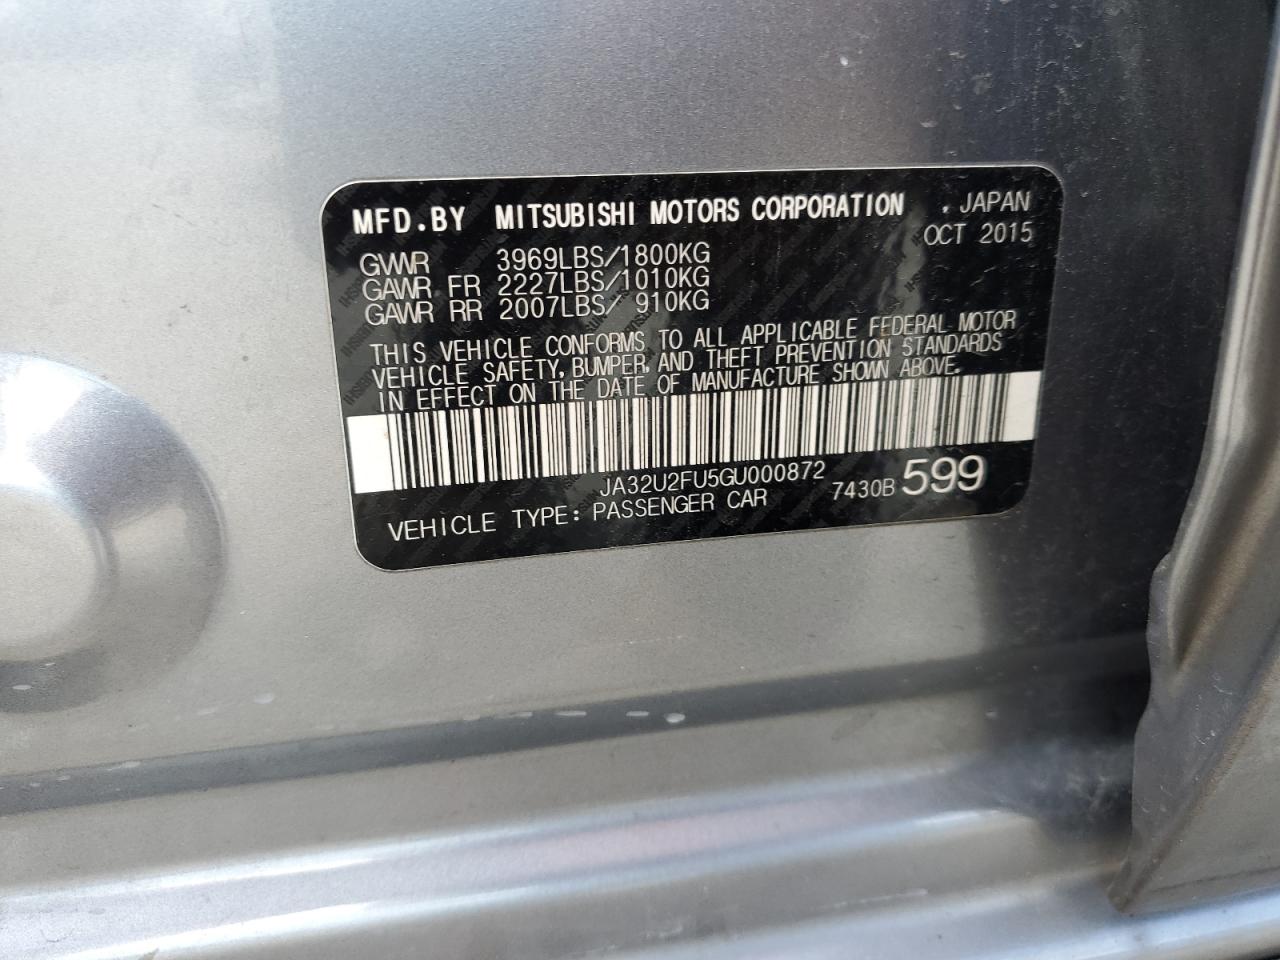 MFD.BY MITSUBISHI MOTORS CORPORATION . JAPAN
OCT 2015
GVWR 3969LBS/1800KG
GAWR FR 2227LBS/1010KG
GAWR RR 2007LBS/ 910KG
THIS VEHICLE CONFORMS TO ALL APPLICABLE FEDERAL MOTOR
VEHICLE SAFETY, BUMPER, AND THEFT PREVENTION STANDARDS
IN EFFECT ON THE DATE OF MANUFACTURE SHOWN ABOVE.
JA32U2FU5GU000872
7430B 599
VEHICLE TYPE: PASSENGER CAR